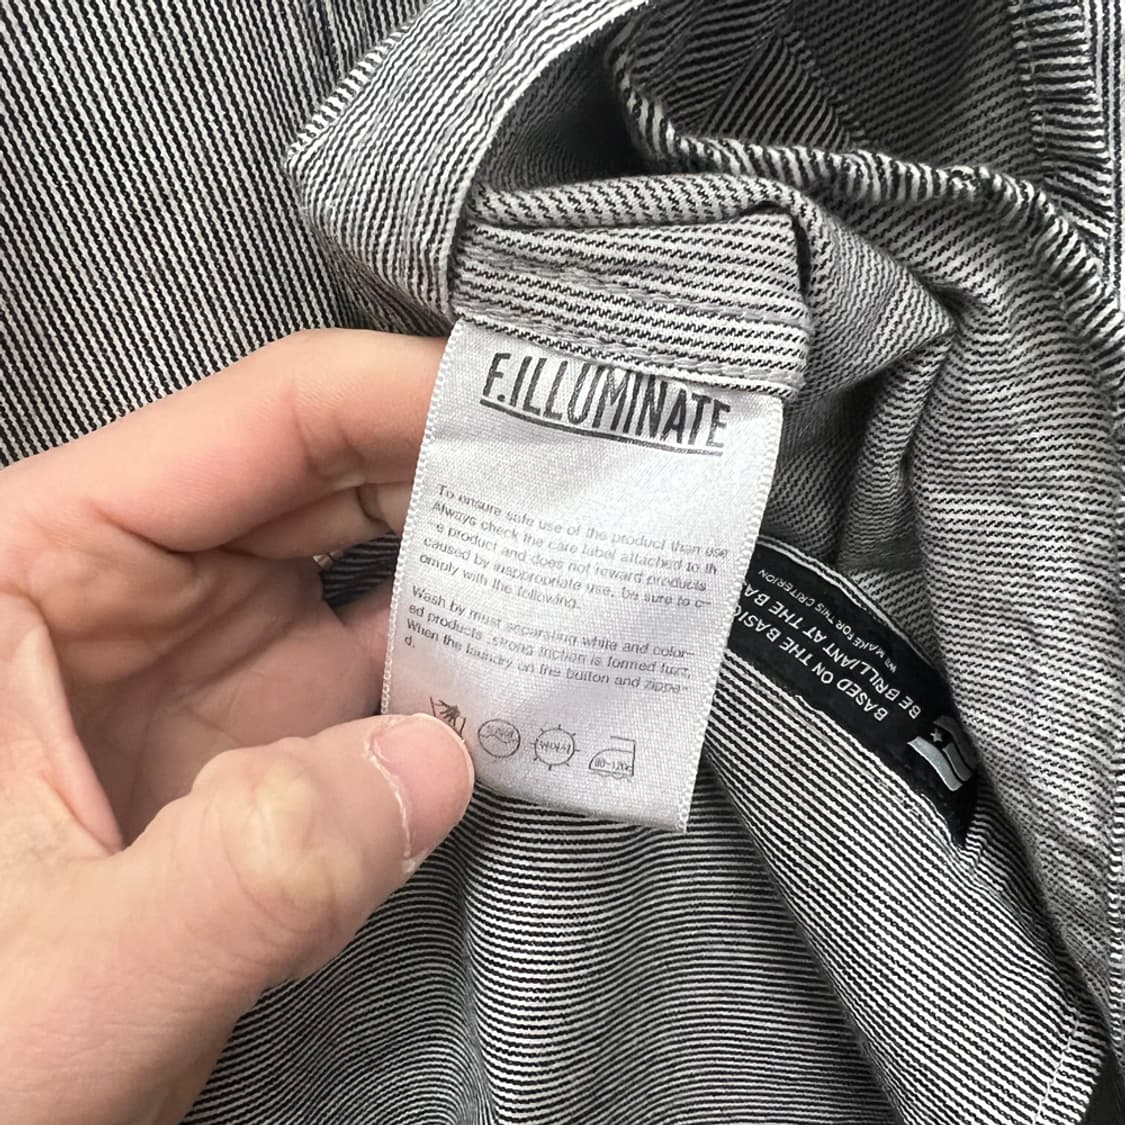 F.ILLUMINATE
To ensure safe use of the product than use
Always check the care label attached to th
-e product and does not reward products
caused by inappropriate use, be sure to c-
omply with the following.
Wash by must separating white and color-
ed products strong friction is formed
When the laundry on the button and zippe-
d.
80~120
BASED ON THE BASIC
BE BRILLIANT AT THE BA
WE MAKE FOR THIS CRITERION